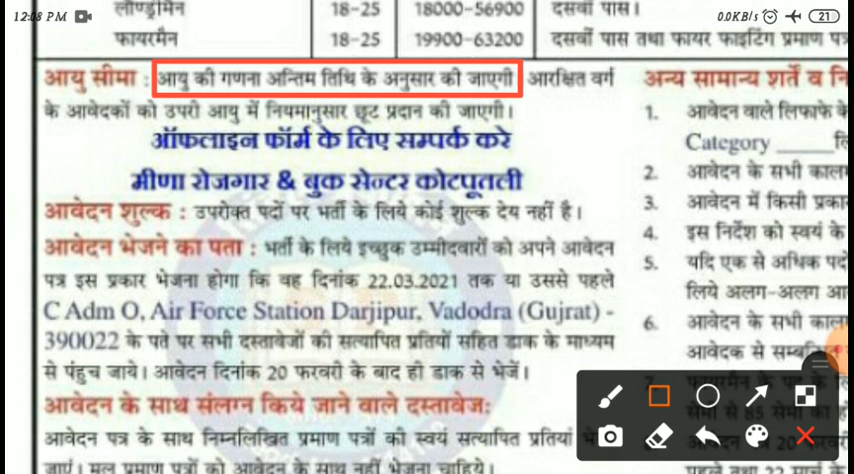 12:08 PM
0.0KB/s
21
लौण्ड्रीमैन 18-25 18000-56900 दसवीं पास।
फायरमैन 18-25 19900-63200 दसवीं पास तथा फायर फाइटिंग प्रमाण
आयु सीमा : आयु की गणना अन्तिम तिथि के अनुसार की जाएगी आरक्षित वर्ग
के आवेदकों को उपरी आयु में नियमानुसार छूट प्रदान की जाएगी।
ऑफलाइन फॉर्म के लिए सम्पर्क करे
मीणा रोजगार & बुक सेन्टर कोटपूतली
आवेदन शुल्क : उपरोक्त पदों पर भर्ती के लिये कोई शुल्क देय नहीं है।
आवेदन भेजने का पता : भर्ती के लिये इच्छुक उम्मीदवारों को अपने आवेदन
पत्र इस प्रकार भेजना होगा कि वह दिनांक 22.03.2021 तक या उससे पहले
C Adm O, Air Force Station Darjipur, Vadodra (Gujrat) -
390022 के पते पर सभी दस्तावेजों की सत्यापित प्रतियों सहित डाक के माध्यम
से पंहुच जाये। आवेदन दिनांक 20 फरवरी के बाद ही डाक से भेजें।
आवेदन के साथ संलग्न किये जाने वाले दस्तावेज:
आवेदन पत्र के साथ निम्नलिखित प्रमाण पत्रों की स्वयं सत्यापित प्रतियां
जाएं। मूल प्रमाण पत्रों को आवेदन के साथ नहीं भेजना चाहिये।
अन्य सामान्य शर्तें व
1. आवेदन वाले लिफाफे के
Category _____
2. आवेदन के सभी
3. आवेदन में किसी
4. इस निर्देश को स्वयं के
5. यदि एक से अधिक
लिये अलग-अलग
6. आवेदन के सभी
आवेदक से